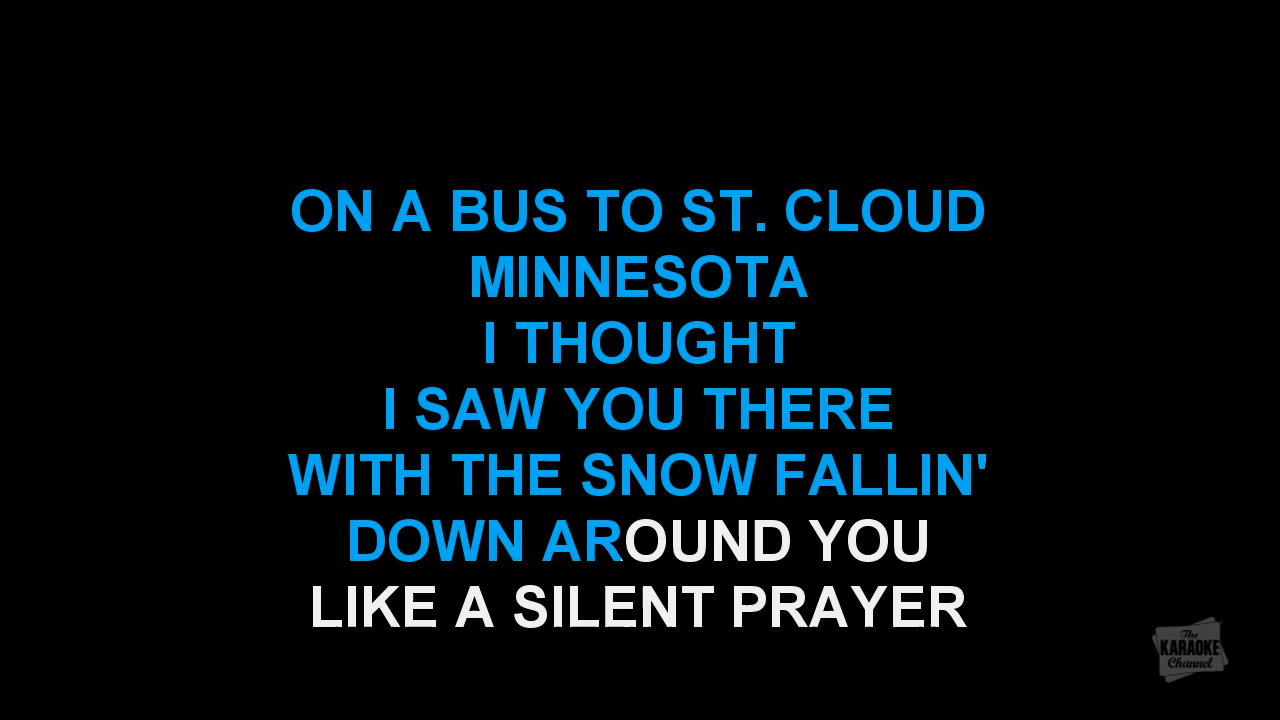 ON A BUS TO ST. CLOUD
MINNESOTA
I THOUGHT
I SAW YOU THERE
WITH THE SNOW FALLIN'
DOWN AROUND YOU
LIKE A SILENT PRAYER
The
KARAOKE
Channel